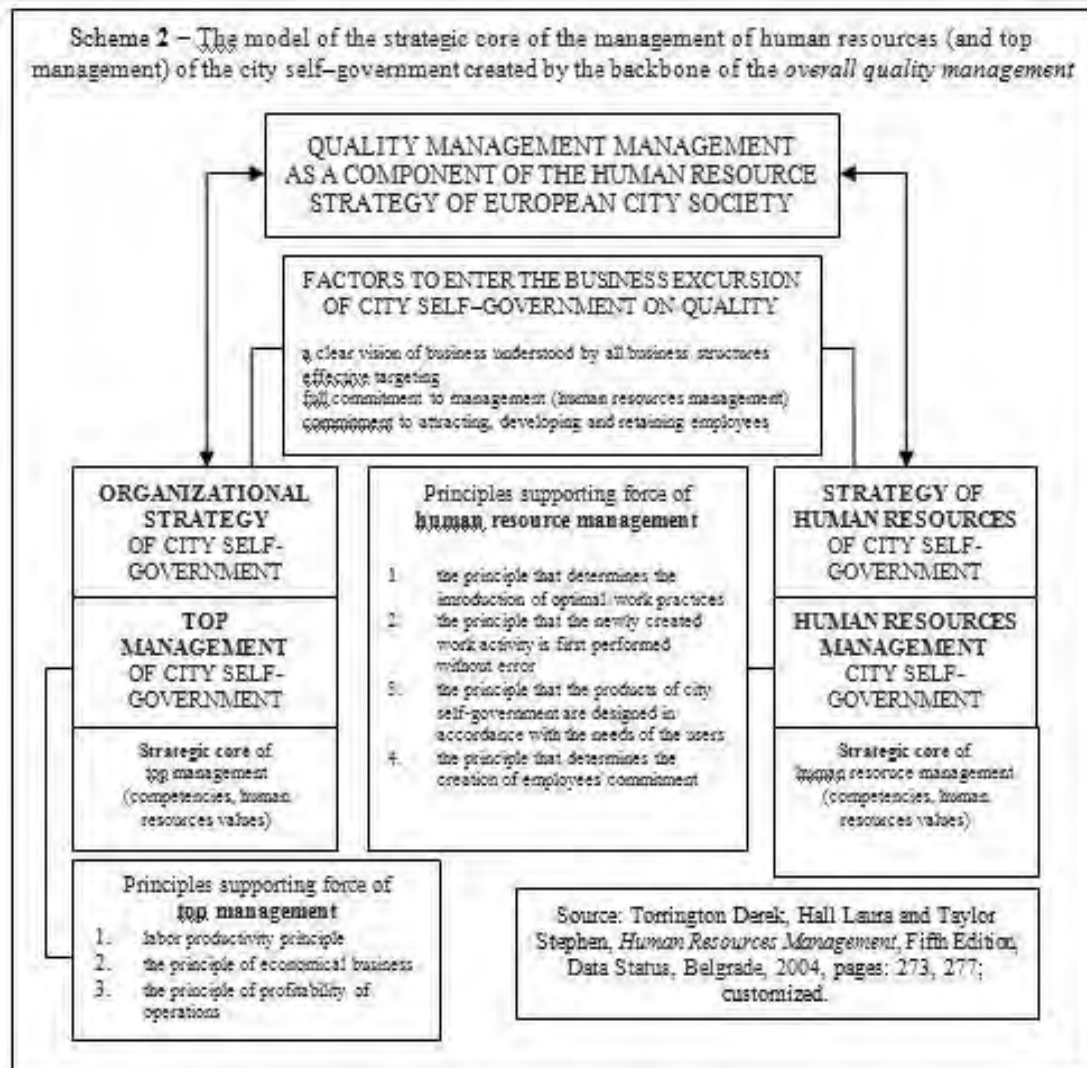 Scheme 2 – The model of the strategic core of the management of human resources (and top
management) of the city self–government created by the backbone of the overall quality management
QUALITY MANAGEMENT MANAGEMENT
AS A COMPONENT OF THE HUMAN RESOURCE
STRATEGY OF EUROPEAN CITY SOCIETY
FACTORS TO ENTER THE BUSINESS EXCURSION
OF CITY SELF–GOVERNMENT ON QUALITY
a clear vision of business understood by all business structures
effective targeting
full commitment to management (human resources management)
commitment to attracting, developing and retaining employees
ORGANIZATIONAL
STRATEGY
OF CITY SELF-
GOVERNMENT
TOP
MANAGEMENT
OF CITY SELF-
GOVERNMENT
Strategic core of
top management
(competencies, human
resources values)
Principles supporting force of
human resource management
1. the principle that determines the
introduction of optimal work practices
2. the principle that the newly created
work activity is first performed
without error
3. the principle that the products of city
self-government are designed in
accordance with the needs of the users
4. the principle that determines the
creation of employees' commitment
STRATEGY OF
HUMAN RESOURCES
OF CITY SELF-
GOVERNMENT
HUMAN RESOURCES
MANAGEMENT
CITY SELF-
GOVERNMENT
Strategic core of
human resoruce management
(competencies, human
resources values)
Principles supporting force of
top management
1. labor productivity principle
2. the principle of economical business
3. the principle of profitability of
operations
Source: Torrington Derek, Hall Laura and Taylor
Stephen, Human Resources Management, Fifth Edition,
Data Status, Belgrade, 2004, pages: 273, 277;
customized.